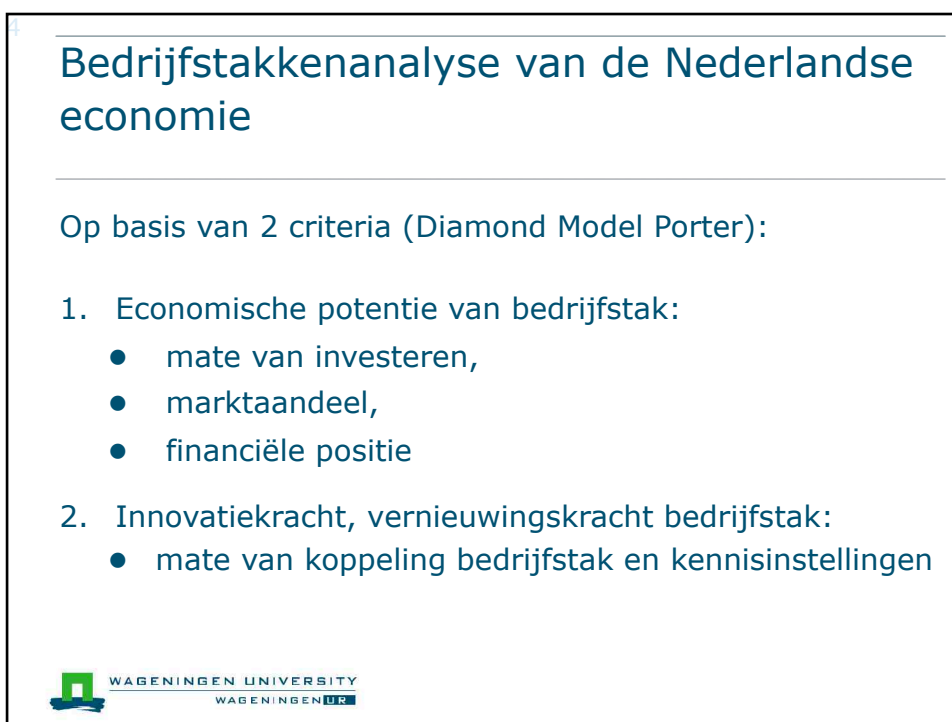 4
Bedrijfstakkenanalyse van de Nederlandse
economie
Op basis van 2 criteria (Diamond Model Porter):
1. Economische potentie van bedrijfstak:
● mate van investeren,
● marktaandeel,
● financiële positie
2. Innovatiekracht, vernieuwingskracht bedrijfstak:
● mate van koppeling bedrijfstak en kennisinstellingen
WAGENINGEN UNIVERSITY
WAGENINGEN UR